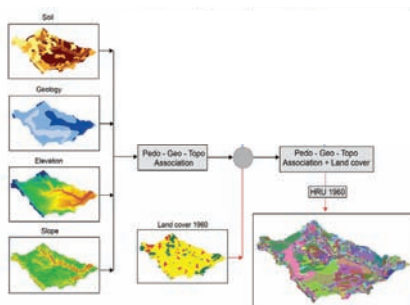 Soil
Geology
Elevation
Slope
Pedo - Geo - Topo
Association
Land cover 1960
Pedo - Geo - Topo
Association + Land cover
HRU 1960